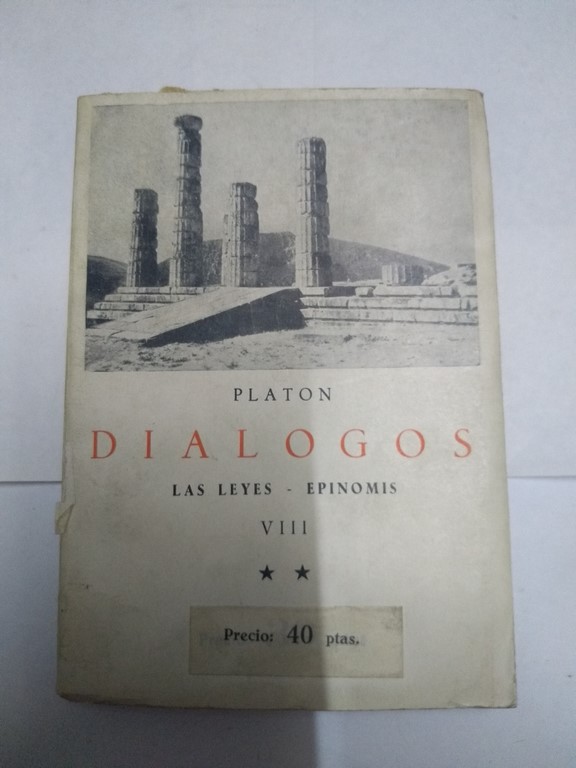 PLATON
DIALOGOS
LAS LEYES - EPINOMIS
VIII
★ ★
Precio: 40 ptas.